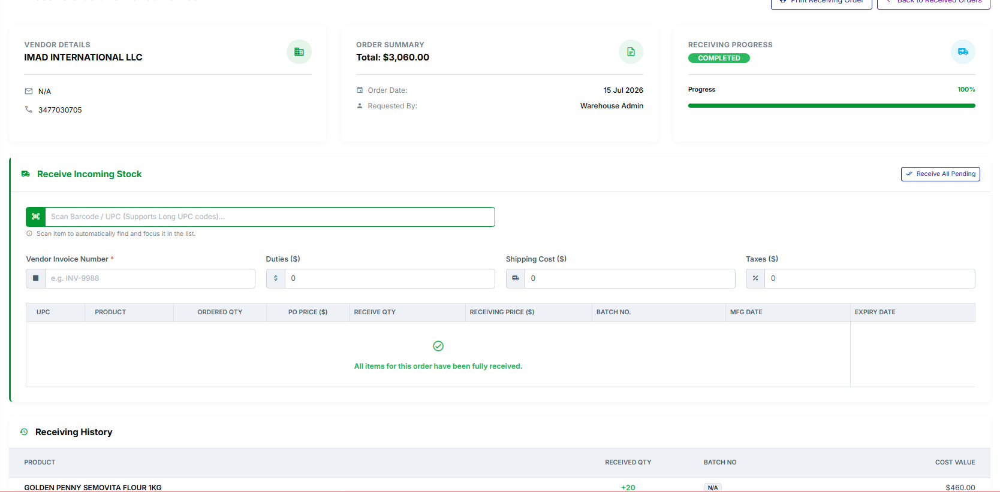 Print Receiving Order
Back to Received Orders
VENDOR DETAILS
IMAD INTERNATIONAL LLC
N/A
3477030705
ORDER SUMMARY
Total: $3,060.00
Order Date: 15 Jul 2026
Requested By: Warehouse Admin
RECEIVING PROGRESS
COMPLETED
Progress 100%
Receive Incoming Stock
Receive All Pending
Scan Barcode / UPC (Supports Long UPC codes)...
Scan item to automatically find and focus it in the list.
Vendor Invoice Number * Duties ($) Shipping Cost ($) Taxes ($)
e.g. INV-9988 $ 0 0 % 0
UPC PRODUCT ORDERED QTY PO PRICE ($) RECEIVE QTY RECEIVING PRICE ($) BATCH NO. MFG DATE EXPIRY DATE
All items for this order have been fully received.
Receiving History
PRODUCT RECEIVED QTY BATCH NO COST VALUE
GOLDEN PENNY SEMOVITA FLOUR 1KG +20 N/A $460.00